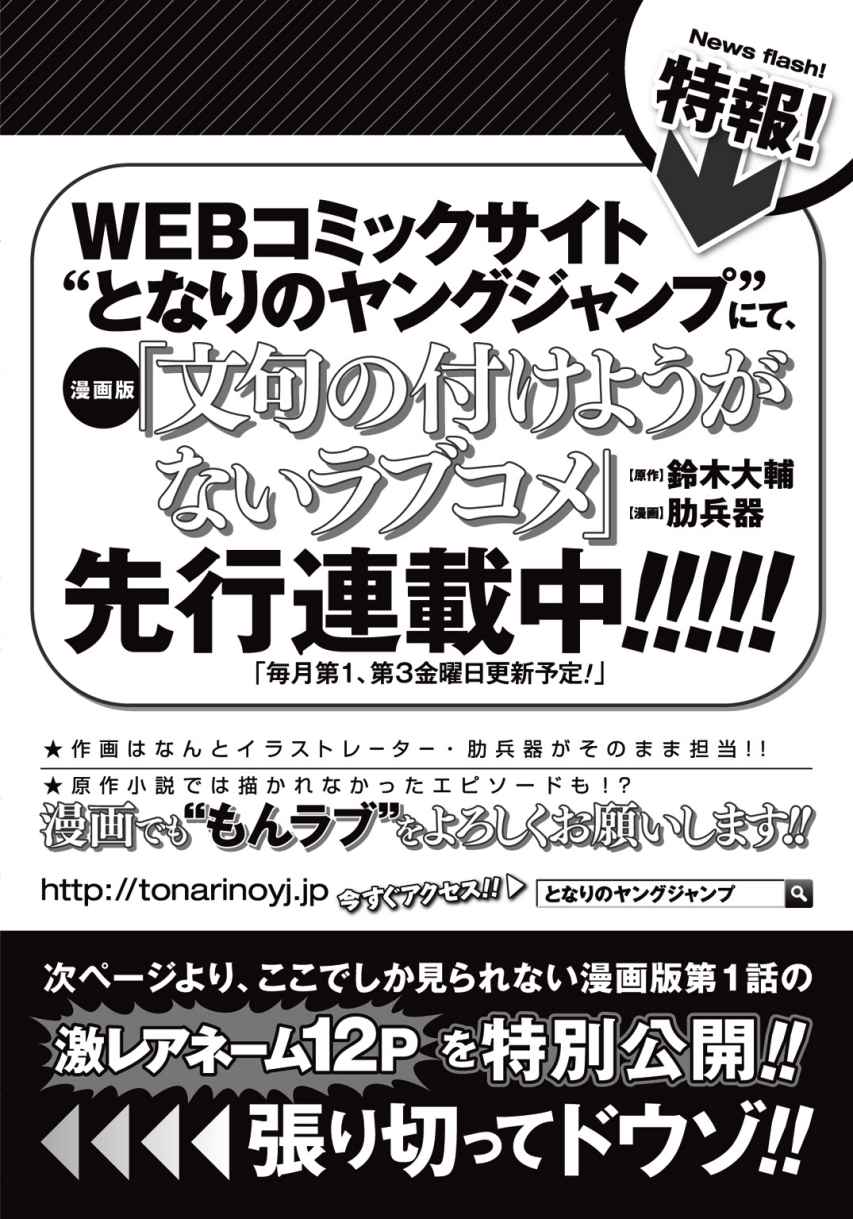 News flash!
特報!
WEBコミックサイト
“となりのヤングジャンプ”にて、
漫画版「文句の付けようが
ないラブコメ」
【原作】鈴木大輔
【漫画】肋兵器
先行連載中!!!!!
「毎月第1、第3金曜日更新予定!」
★作画はなんとイラストレーター・肋兵器がそのまま担当!!
★原作小説では描かれなかったエピソードも!?
漫画でも“もんラブ”をよろしくお願いします!!
http://tonarinoyj.jp 今すぐアクセス!! ▷ となりのヤングジャンプ
次ページより、ここでしか見られない漫画版第1話の
激レアネーム12P を特別公開!!
張り切ってドウゾ!!